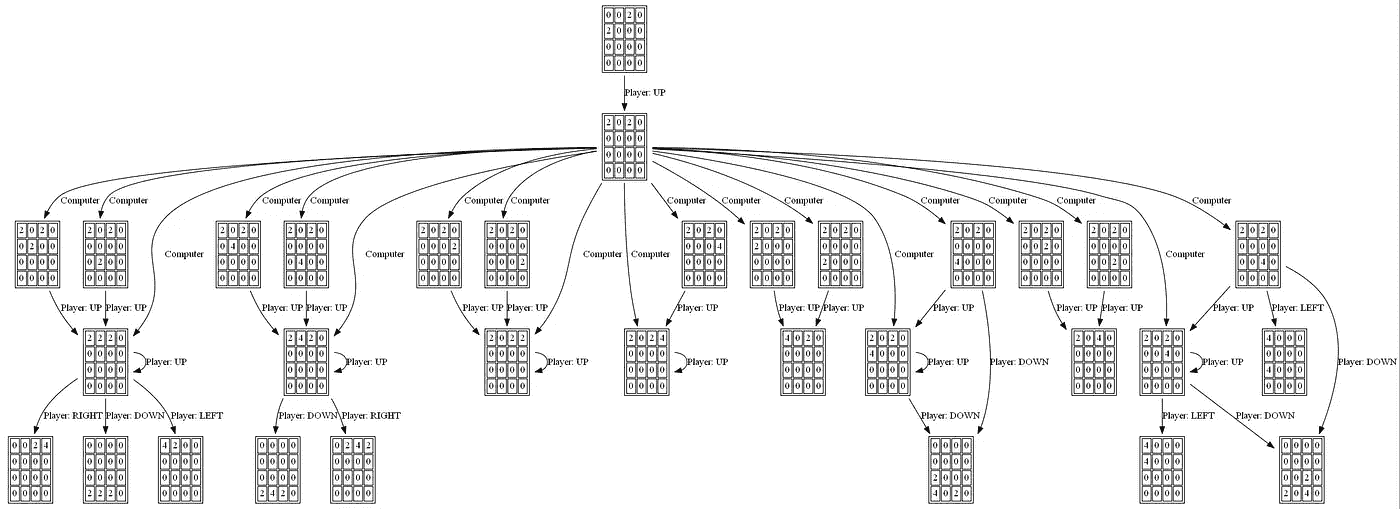 0 0 2 0
2 0 0 0
0 0 0 0
0 0 0 0
Player: UP
2 0 2 0
0 0 0 0
0 0 0 0
0 0 0 0
Computer Computer Computer Computer Computer Computer Computer Computer Computer Computer Computer Computer Computer
2 0 2 0 2 0 2 0 2 0 2 0 2 0 2 0 2 0 2 0 2 0 2 0 2 0 2 0 2 0 2 0 2 0 2 0 2 0 2 0 2 0 2 0 2 0 2 0 2 0 2 0
0 2 0 0 0 0 0 0 0 4 0 0 0 0 0 0 0 0 0 2 0 0 0 0 0 0 0 4 2 0 0 0 0 0 0 0 0 0 0 0 0 0 2 0 0 0 0 0 0 0 0 0
Computer Computer Computer Computer Computer Computer
0 0 0 0 0 2 0 0 0 0 0 0 0 4 0 0 0 0 0 0 0 0 0 2 0 0 0 0 0 0 0 0 2 0 0 0 4 0 0 0 0 0 0 0 0 0 2 0 0 0 4 0
0 0 0 0 0 0 0 0 0 0 0 0 0 0 0 0 0 0 0 0 0 0 0 0 0 0 0 0 0 0 0 0 0 0 0 0 0 0 0 0 0 0 0 0 0 0 0 0 0 0 0 0
Player: UP Player: UP Player: UP Player: UP Player: UP Player: UP Player: UP Player: UP Player: UP Player: UP Player: UP Player: UP Player: UP Player: LEFT
2 2 2 0 2 4 2 0 2 0 2 2 2 0 2 4 4 0 2 0 2 0 2 0 2 0 4 0 2 0 2 0 4 0 0 0
0 0 0 0 0 0 0 0 0 0 0 0 0 0 0 0 0 0 0 0 4 0 0 0 0 0 0 0 0 0 4 0 0 0 0 0
Player: UP Player: UP Player: UP Player: UP Player: UP Player: DOWN Player: UP Player: DOWN
0 0 0 0 0 0 0 0 0 0 0 0 0 0 0 0 0 0 0 0 0 0 0 0 0 0 0 0 0 0 0 0 4 0 0 0
0 0 0 0 0 0 0 0 0 0 0 0 0 0 0 0 0 0 0 0 0 0 0 0 0 0 0 0 0 0 0 0 0 0 0 0
Player: RIGHT Player: DOWN Player: LEFT Player: DOWN Player: RIGHT Player: DOWN Player: LEFT Player: DOWN
0 0 2 4 0 0 0 0 4 2 0 0 0 0 0 0 0 2 4 2 0 0 0 0 4 0 0 0 0 0 0 0
0 0 0 0 0 0 0 0 0 0 0 0 0 0 0 0 0 0 0 0 0 0 0 0 4 0 0 0 0 0 0 0
0 0 0 0 0 0 0 0 0 0 0 0 0 0 0 0 0 0 0 0 2 0 0 0 0 0 0 0 0 0 2 0
0 0 0 0 2 2 2 0 0 0 0 0 2 4 2 0 0 0 0 0 4 0 2 0 0 0 0 0 2 0 4 0